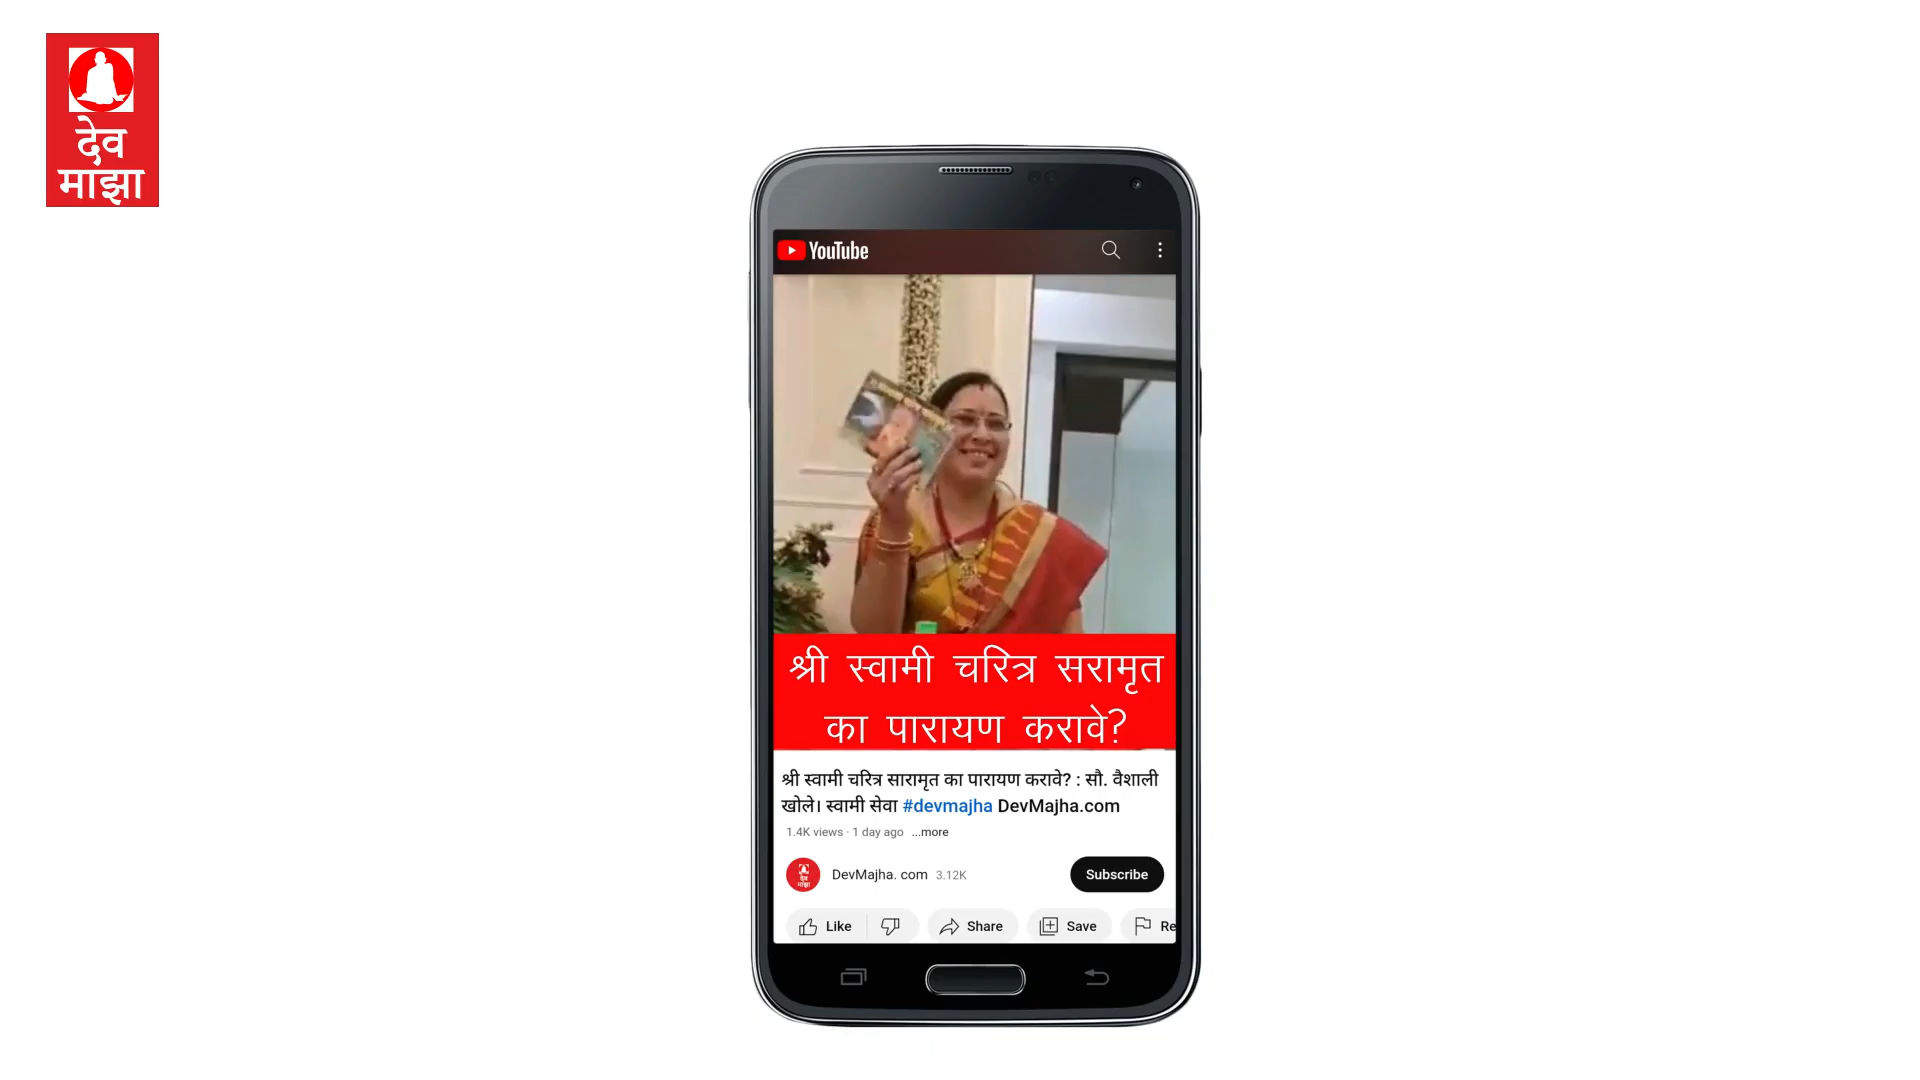 देव
माझा
YouTube
श्री स्वामी चरित्र सरामृत
का पारायण करावे?
श्री स्वामी चरित्र सारामृत का पारायण करावे? : सौ. वैशाली
खोले। स्वामी सेवा #devmajha DevMajha.com
1.4K views · 1 day ago ...more
देव
माझा
DevMajha. com 3.12K
Subscribe
Like Share Save Re